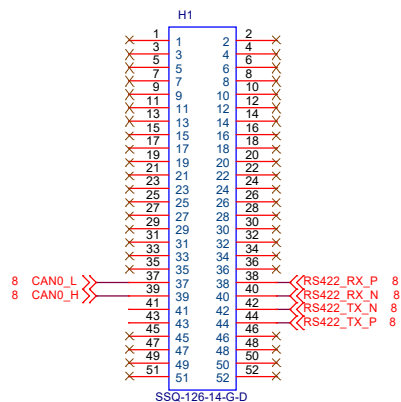 H1
1 1 2 2
3 3 4 4
5 5 6 6
7 7 8 8
9 9 10 10
11 11 12 12
13 13 14 14
15 15 16 16
17 17 18 18
19 19 20 20
21 21 22 22
23 23 24 24
25 25 26 26
27 27 28 28
29 29 30 30
31 31 32 32
33 33 34 34
35 35 36 36
8 CAN0_L 37 37 38 38 RS422_RX_P 8
8 CAN0_H 39 39 40 40 RS422_RX_N 8
41 41 42 42 RS422_TX_N 8
43 43 44 44 RS422_TX_P 8
45 45 46 46
47 47 48 48
49 49 50 50
51 51 52 52
SSQ-126-14-G-D